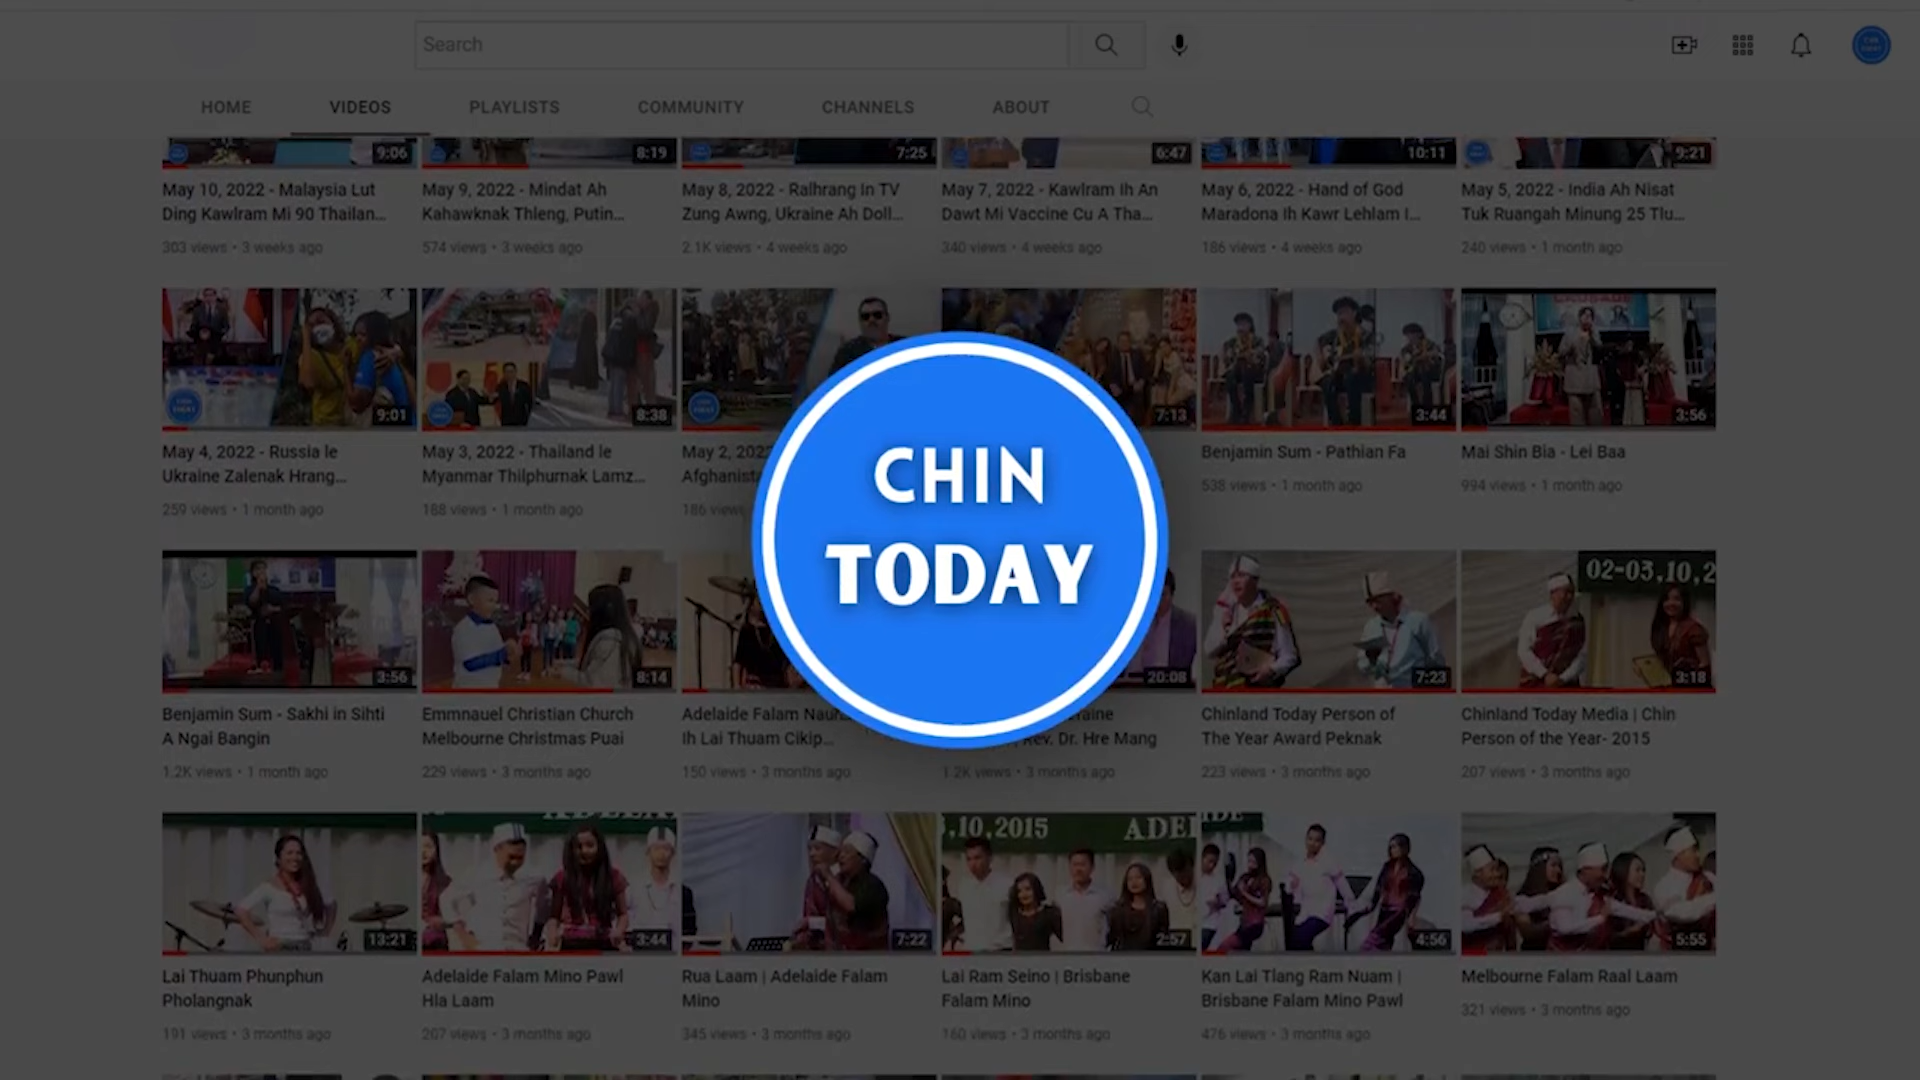 Search
HOME VIDEOS PLAYLISTS COMMUNITY CHANNELS ABOUT
9:06 8:19 7:25 6:47 10:11 9:21
May 10, 2022 - Malaysia Lut
Ding Kawlram Mi 90 Thailan...
303 views • 3 weeks ago
May 9, 2022 - Mindat Ah
Kahawknak Thleng, Putin...
574 views • 3 weeks ago
May 8, 2022 - Ralhrang In TV
Zung Awng, Ukraine Ah Doll...
2.1K views • 4 weeks ago
May 7, 2022 - Kawlram Ih An
Dawt Mi Vaccine Cu A Tha...
340 views • 4 weeks ago
May 6, 2022 - Hand of God
Maradona Ih Kawr Lehlam I...
186 views • 4 weeks ago
May 5, 2022 - India Ah Nisat
Tuk Ruangah Minung 25 Tlu...
240 views • 1 month ago
9:01 8:38 7:13 3:44 3:56
May 4, 2022 - Russia le
Ukraine Zalenak Hrang...
259 views • 1 month ago
May 3, 2022 - Thailand le
Myanmar Thilphurnak Lamz...
188 views • 1 month ago
May 2, 202
Afghanist
186 view
Benjamin Sum - Pathian Fa
538 views • 1 month ago
Mai Shin Bia - Lei Baa
994 views • 1 month ago
CHIN
TODAY
02-03,10,2
3:56 8:14 20:08 7:23 3:18
Benjamin Sum - Sakhi in Sihti
A Ngai Bangin
1.2K views • 1 month ago
Emmnauel Christian Church
Melbourne Christmas Puai
229 views • 3 months ago
Adelaide Falam Nau
Ih Lai Thuam Cikip...
150 views • 3 months ago
raine
Rev. Dr. Hre Mang
1.2K views • 3 months ago
Chinland Today Person of
The Year Award Peknak
223 views • 3 months ago
Chinland Today Media | Chin
Person of the Year- 2015
207 views • 3 months ago
,10,2015 ADE
13:21 3:44 7:22 2:57 4:56 5:55
Lai Thuam Phunphun
Pholangnak
191 views • 3 months ago
Adelaide Falam Mino Pawl
Hla Laam
207 views • 3 months ago
Rua Laam | Adelaide Falam
Mino
345 views • 3 months ago
Lai Ram Seino | Brisbane
Falam Mino
160 views • 3 months ago
Kan Lai Tlang Ram Nuam |
Brisbane Falam Mino Pawl
476 views • 3 months ago
Melbourne Falam Raal Laam
321 views • 3 months ago